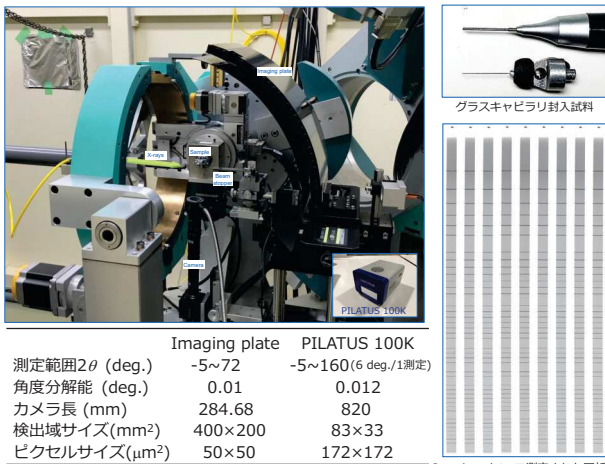 Imaging plate
X-rays
Sample
Beam
stopper
Camera
PILATUS 100K
グラスキャピラリ封入試料
Imaging plate PILATUS 100K
測定範囲2θ (deg.) -5~72 -5~160(6 deg./1測定)
角度分解能 (deg.) 0.01 0.012
カメラ長 (mm) 284.68 820
検出域サイズ(mm²) 400×200 83×33
ピクセルサイズ(μm²) 50×50 172×172